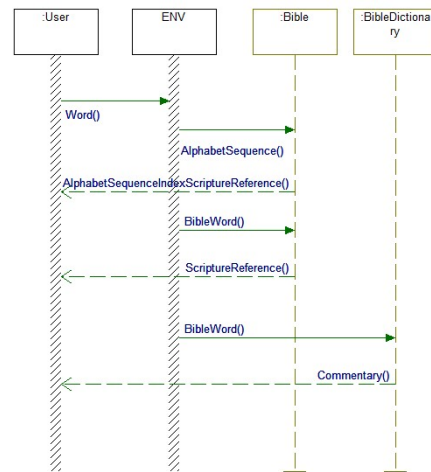 :User
ENV
:Bible
:BibleDictiona
ry
Word()
AlphabetSequence()
AlphabetSequenceIndexScriptureReference()
BibleWord()
ScriptureReference()
BibleWord()
Commentary()